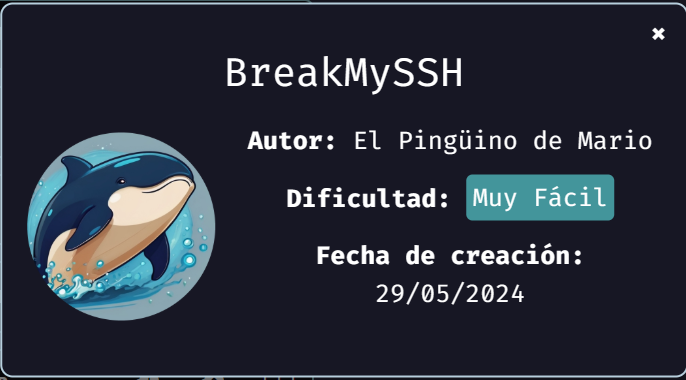 BreakMySSH
Autor: El Pingüino de Mario
Dificultad: Muy Fácil
Fecha de creación:
29/05/2024